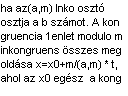 ha az(a,m) lnko osztó
osztja a b számot. A kon
gruencia 1enlet modulo m
inkongruens összes meg
oldása x=x0+m/(a,m) * t,
ahol az x0 egész a kong